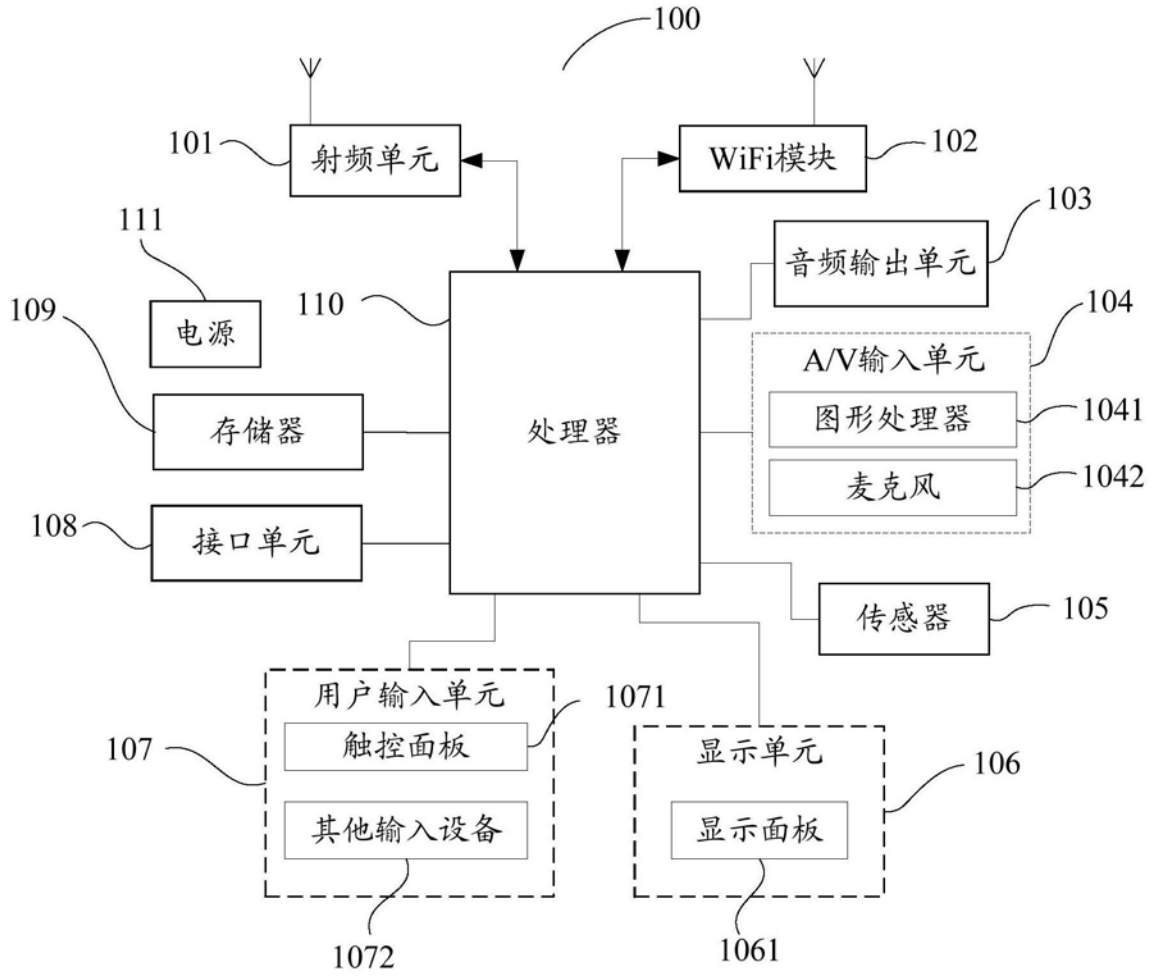 100
101
射频单元
WiFi模块
102
111
电源
110
音频输出单元
103
109
存储器
处理器
A/V输入单元
104
图形处理器
1041
麦克风
1042
108
接口单元
传感器
105
用户输入单元
107
触控面板
1071
其他输入设备
1072
显示单元
106
显示面板
1061